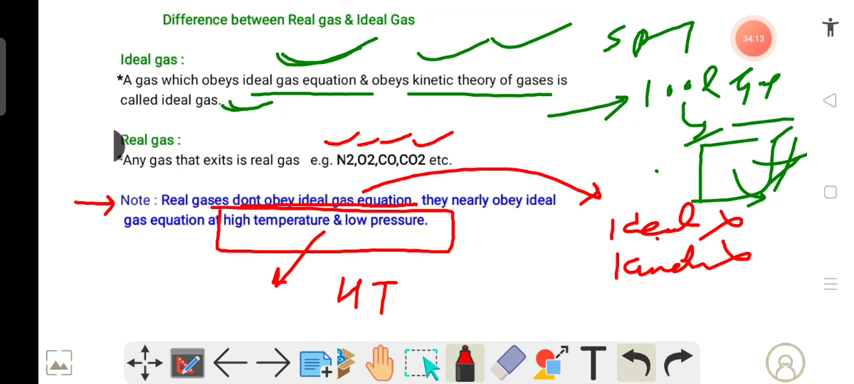 Difference between Real gas & Ideal Gas
34:13
Ideal gas :
*A gas which obeys ideal gas equation & obeys kinetic theory of gases is
called ideal gas.
Real gas :
*Any gas that exits is real gas e.g. N2,O2,CO,CO2 etc.
Note : Real gases dont obey ideal gas equation, they nearly obey ideal
gas equation at high temperature & low pressure.
Ideal x
HT
T